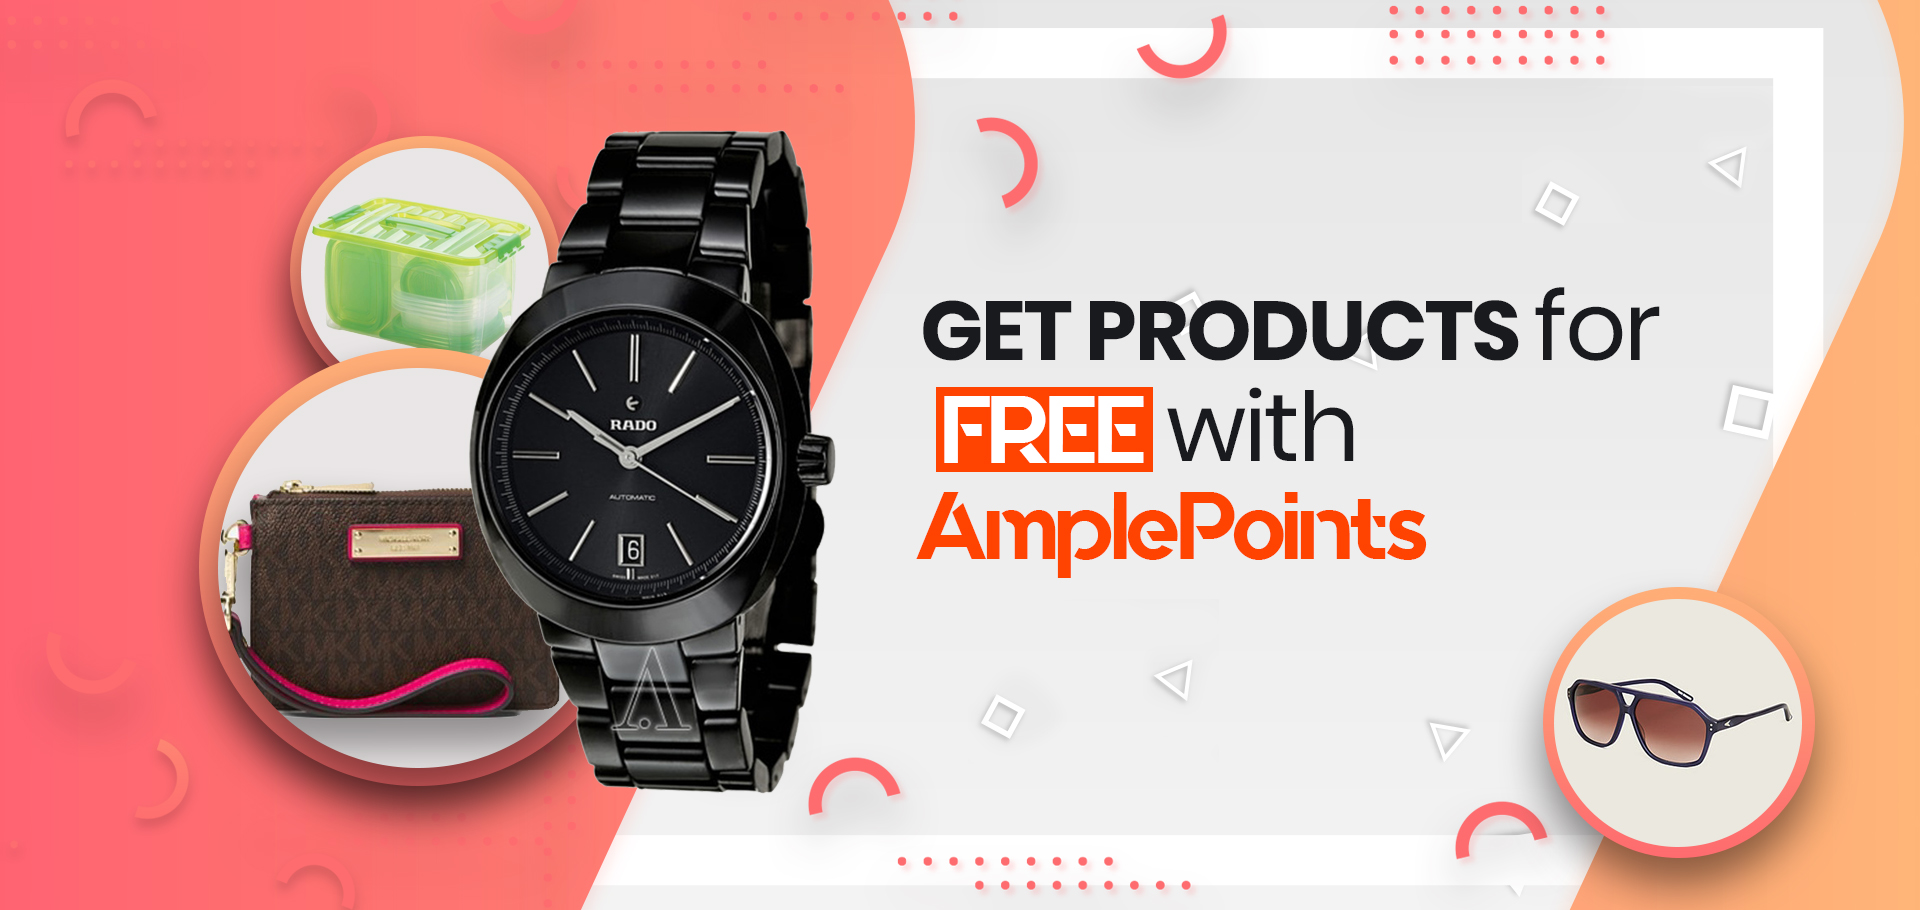 GET PRODUCTS for
FREE with
AmplePoints
RADO
AUTOMATIC
6